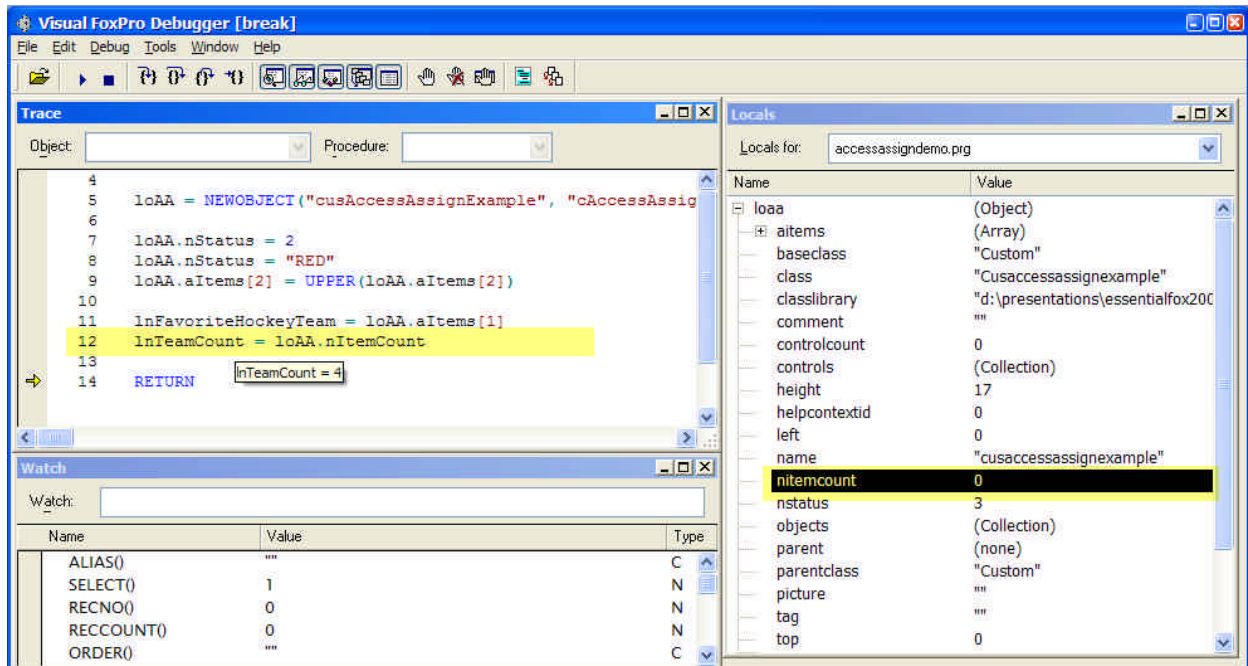 Visual FoxPro Debugger [break]
File Edit Debug Tools Window Help
Trace
Object: Procedure:
4
5 loAA = NEWOBJECT("cusAccessAssignExample", "cAccessAssig
6
7 loAA.nStatus = 2
8 loAA.nStatus = "RED"
9 loAA.aItems[2] = UPPER(loAA.aItems[2])
10
11 lnFavoriteHockeyTeam = loAA.aItems[1]
12 lnTeamCount = loAA.nItemCount
13
lnTeamCount = 4
14 RETURN
Watch
Watch:
Name Value Type
ALIAS() "" C
SELECT() 1 N
RECNO() 0 N
RECCOUNT() 0 N
ORDER() "" C
Locals
Locals for: accessassigndemo.prg
Name Value
loaa (Object)
aitems (Array)
baseclass "Custom"
class "Cusaccessassignexample"
classlibrary "d:\presentations\essentialfox200
comment ""
controlcount 0
controls (Collection)
height 17
helpcontextid 0
left 0
name "cusaccessassignexample"
nitemcount 0
nstatus 3
objects (Collection)
parent (none)
parentclass "Custom"
picture ""
tag ""
top 0